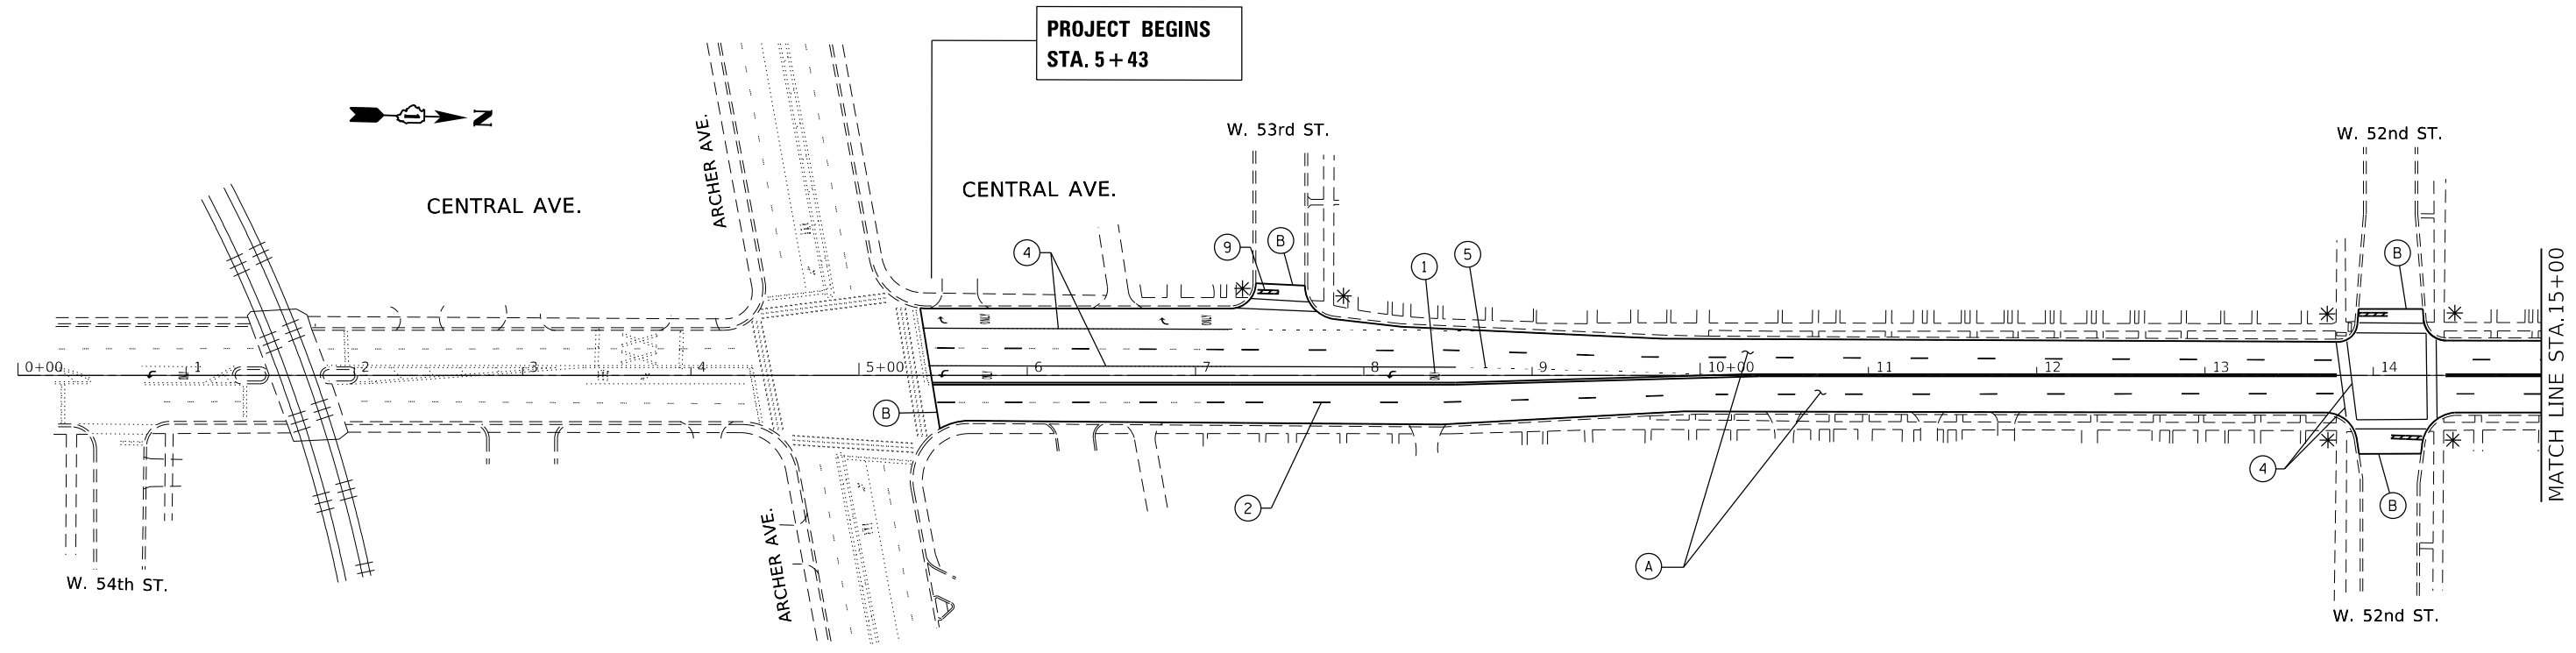 PROJECT BEGINS
STA. 5+43
N
CENTRAL AVE.
ARCHER AVE.
CENTRAL AVE.
W. 53rd ST.
W. 52nd ST.
4
9
B
1
5
B
0+00
1
2
3
4
5+00
6
7
8
9
10+00
11
12
13
14
MATCH LINE STA.15+00
B
2
A
4
B
W. 54th ST.
ARCHER AVE.
W. 52nd ST.